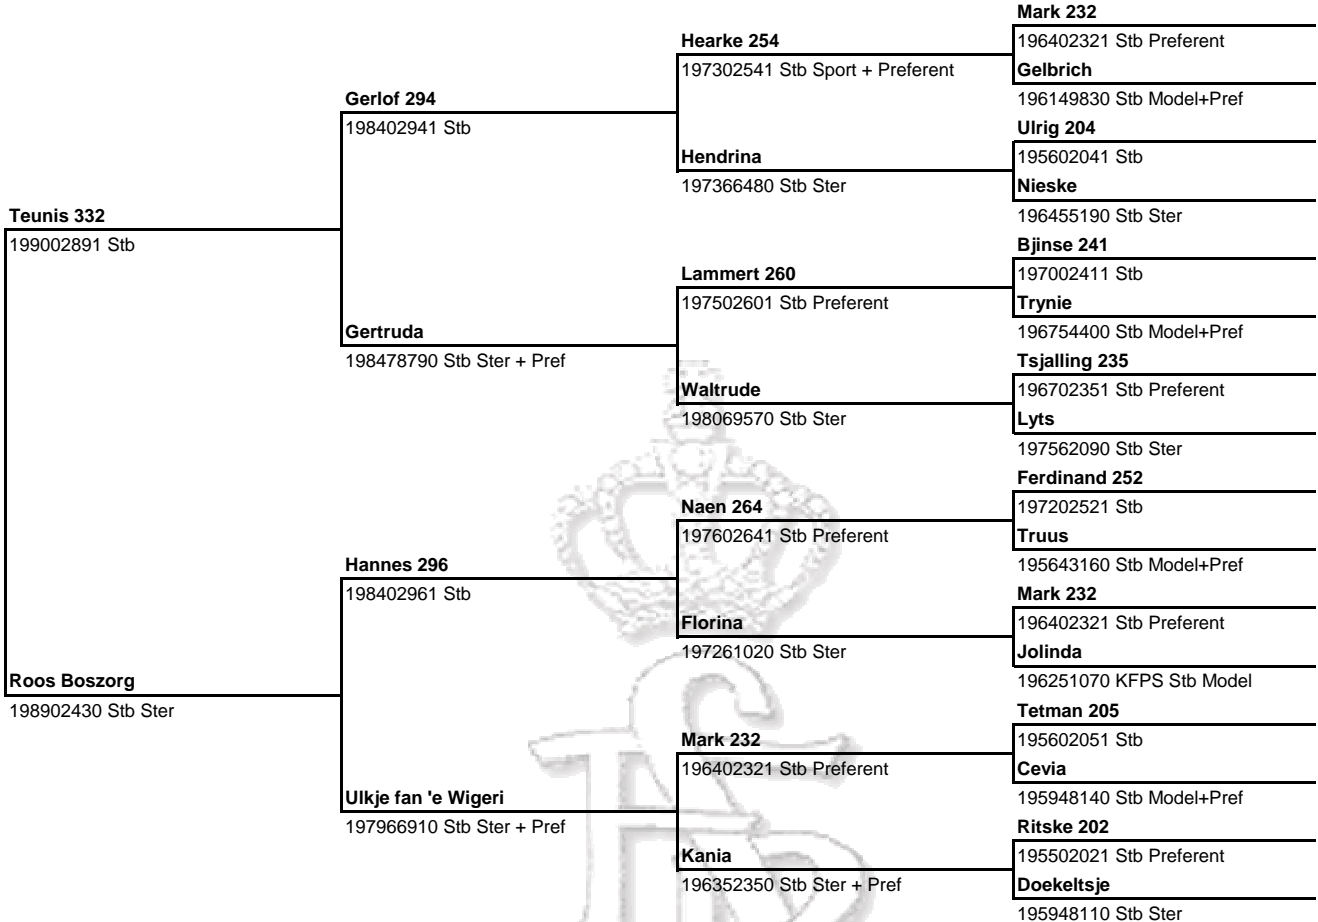 Teunis 332
199002891 Stb
Roos Boszorg
198902430 Stb Ster
Gerlof 294
198402941 Stb
Gertruda
198478790 Stb Ster + Pref
Hannes 296
198402961 Stb
Ulkje fan 'e Wigeri
197966910 Stb Ster + Pref
Hearke 254
197302541 Stb Sport + Preferent
Hendrina
197366480 Stb Ster
Lammert 260
197502601 Stb Preferent
Waltrude
198069570 Stb Ster
Naen 264
197602641 Stb Preferent
Florina
197261020 Stb Ster
Mark 232
196402321 Stb Preferent
Kania
196352350 Stb Ster + Pref
Mark 232
196402321 Stb Preferent
Gelbrich
196149830 Stb Model+Pref
Ulrig 204
195602041 Stb
Nieske
196455190 Stb Ster
Bjinse 241
197002411 Stb
Trynie
196754400 Stb Model+Pref
Tsjalling 235
196702351 Stb Preferent
Lyts
197562090 Stb Ster
Ferdinand 252
197202521 Stb
Truus
195643160 Stb Model+Pref
Mark 232
196402321 Stb Preferent
Jolinda
196251070 KFPS Stb Model
Tetman 205
195602051 Stb
Cevia
195948140 Stb Model+Pref
Ritske 202
195502021 Stb Preferent
Doekeltsje
195948110 Stb Ster